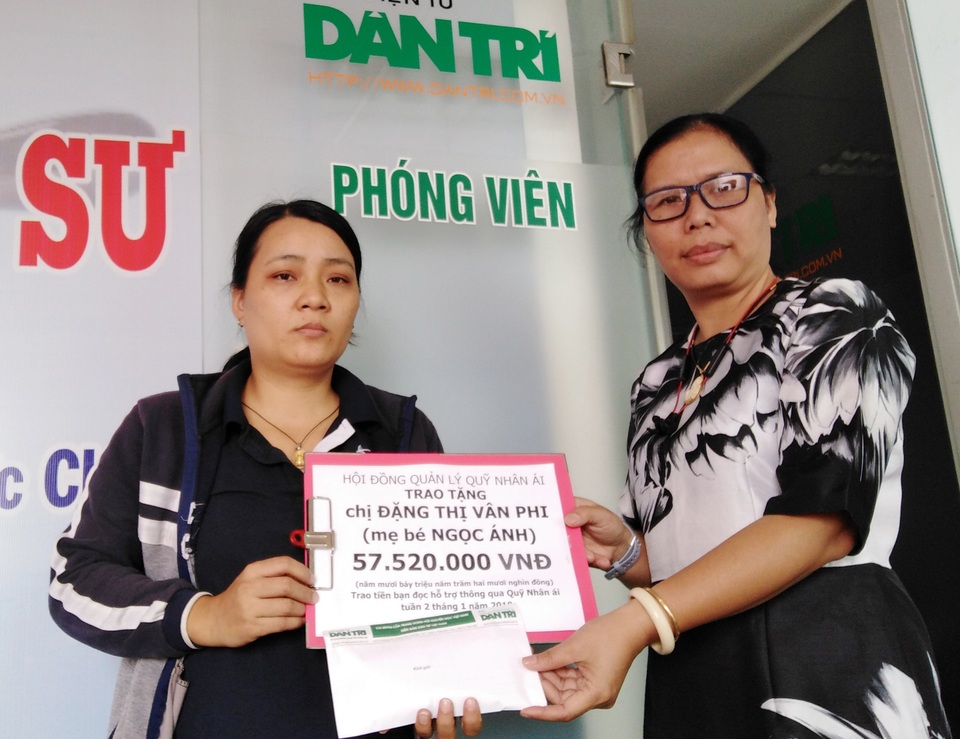 ĐIỆN TỬ
DÂN TRÍ
HTTP://WWW.DANTRI.COM.VN
SƯ
PHÓNG VIÊN
HỘI ĐỒNG QUẢN LÝ QUỸ NHÂN ÁI
TRAO TẶNG
chị ĐẶNG THỊ VÂN PHI
(mẹ bé NGỌC ÁNH)
57.520.000 VNĐ
(năm mươi bảy triệu năm trăm hai mươi nghìn đồng)
Trao tiền bạn đọc hỗ trợ thông qua Quỹ Nhân ái
tuần 2 tháng 1 năm
DÂN TRÍ
DÂN TRÍ